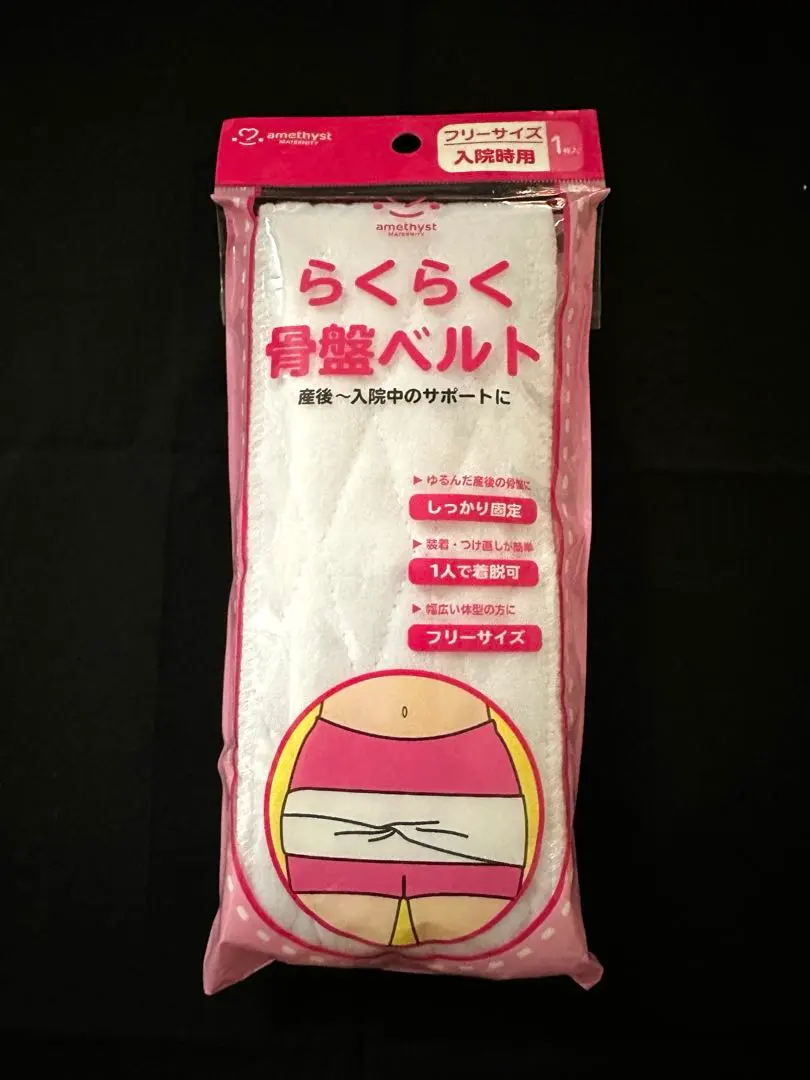 amethyst
MATERNITY
フリーサイズ
入院時用
1枚入
amethyst
MATERNITY
らくらく
骨盤ベルト
産後~入院中のサポートに
▶ ゆるんだ産後の骨盤に
しっかり固定
▶ 装着・つけ直しが簡単
1人で着脱可
▶ 幅広い体型の方に
フリーサイズ